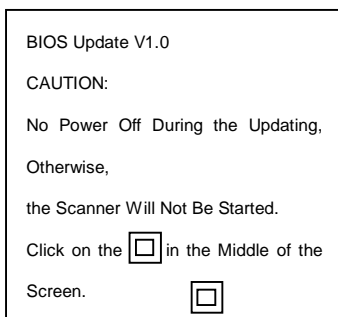 BIOS Update V1.0
CAUTION:
No Power Off During the Updating,
Otherwise,
the Scanner Will Not Be Started.
Click on the in the Middle of the
Screen.